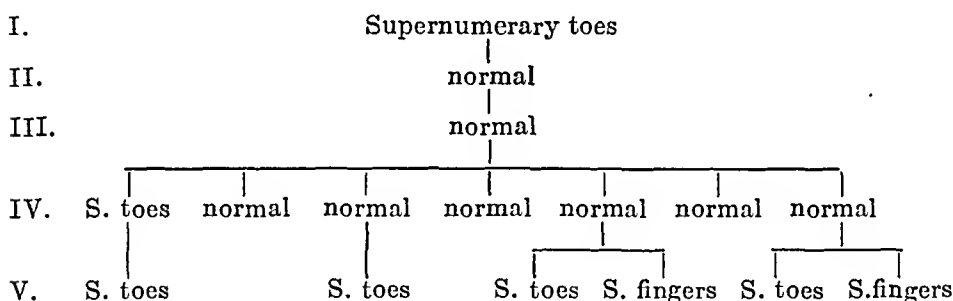 I. Supernumerary toes
II. normal
III. normal
IV. S. toes normal normal normal normal normal normal
V. S. toes S. toes S. toes S. fingers S. toes S.fingers